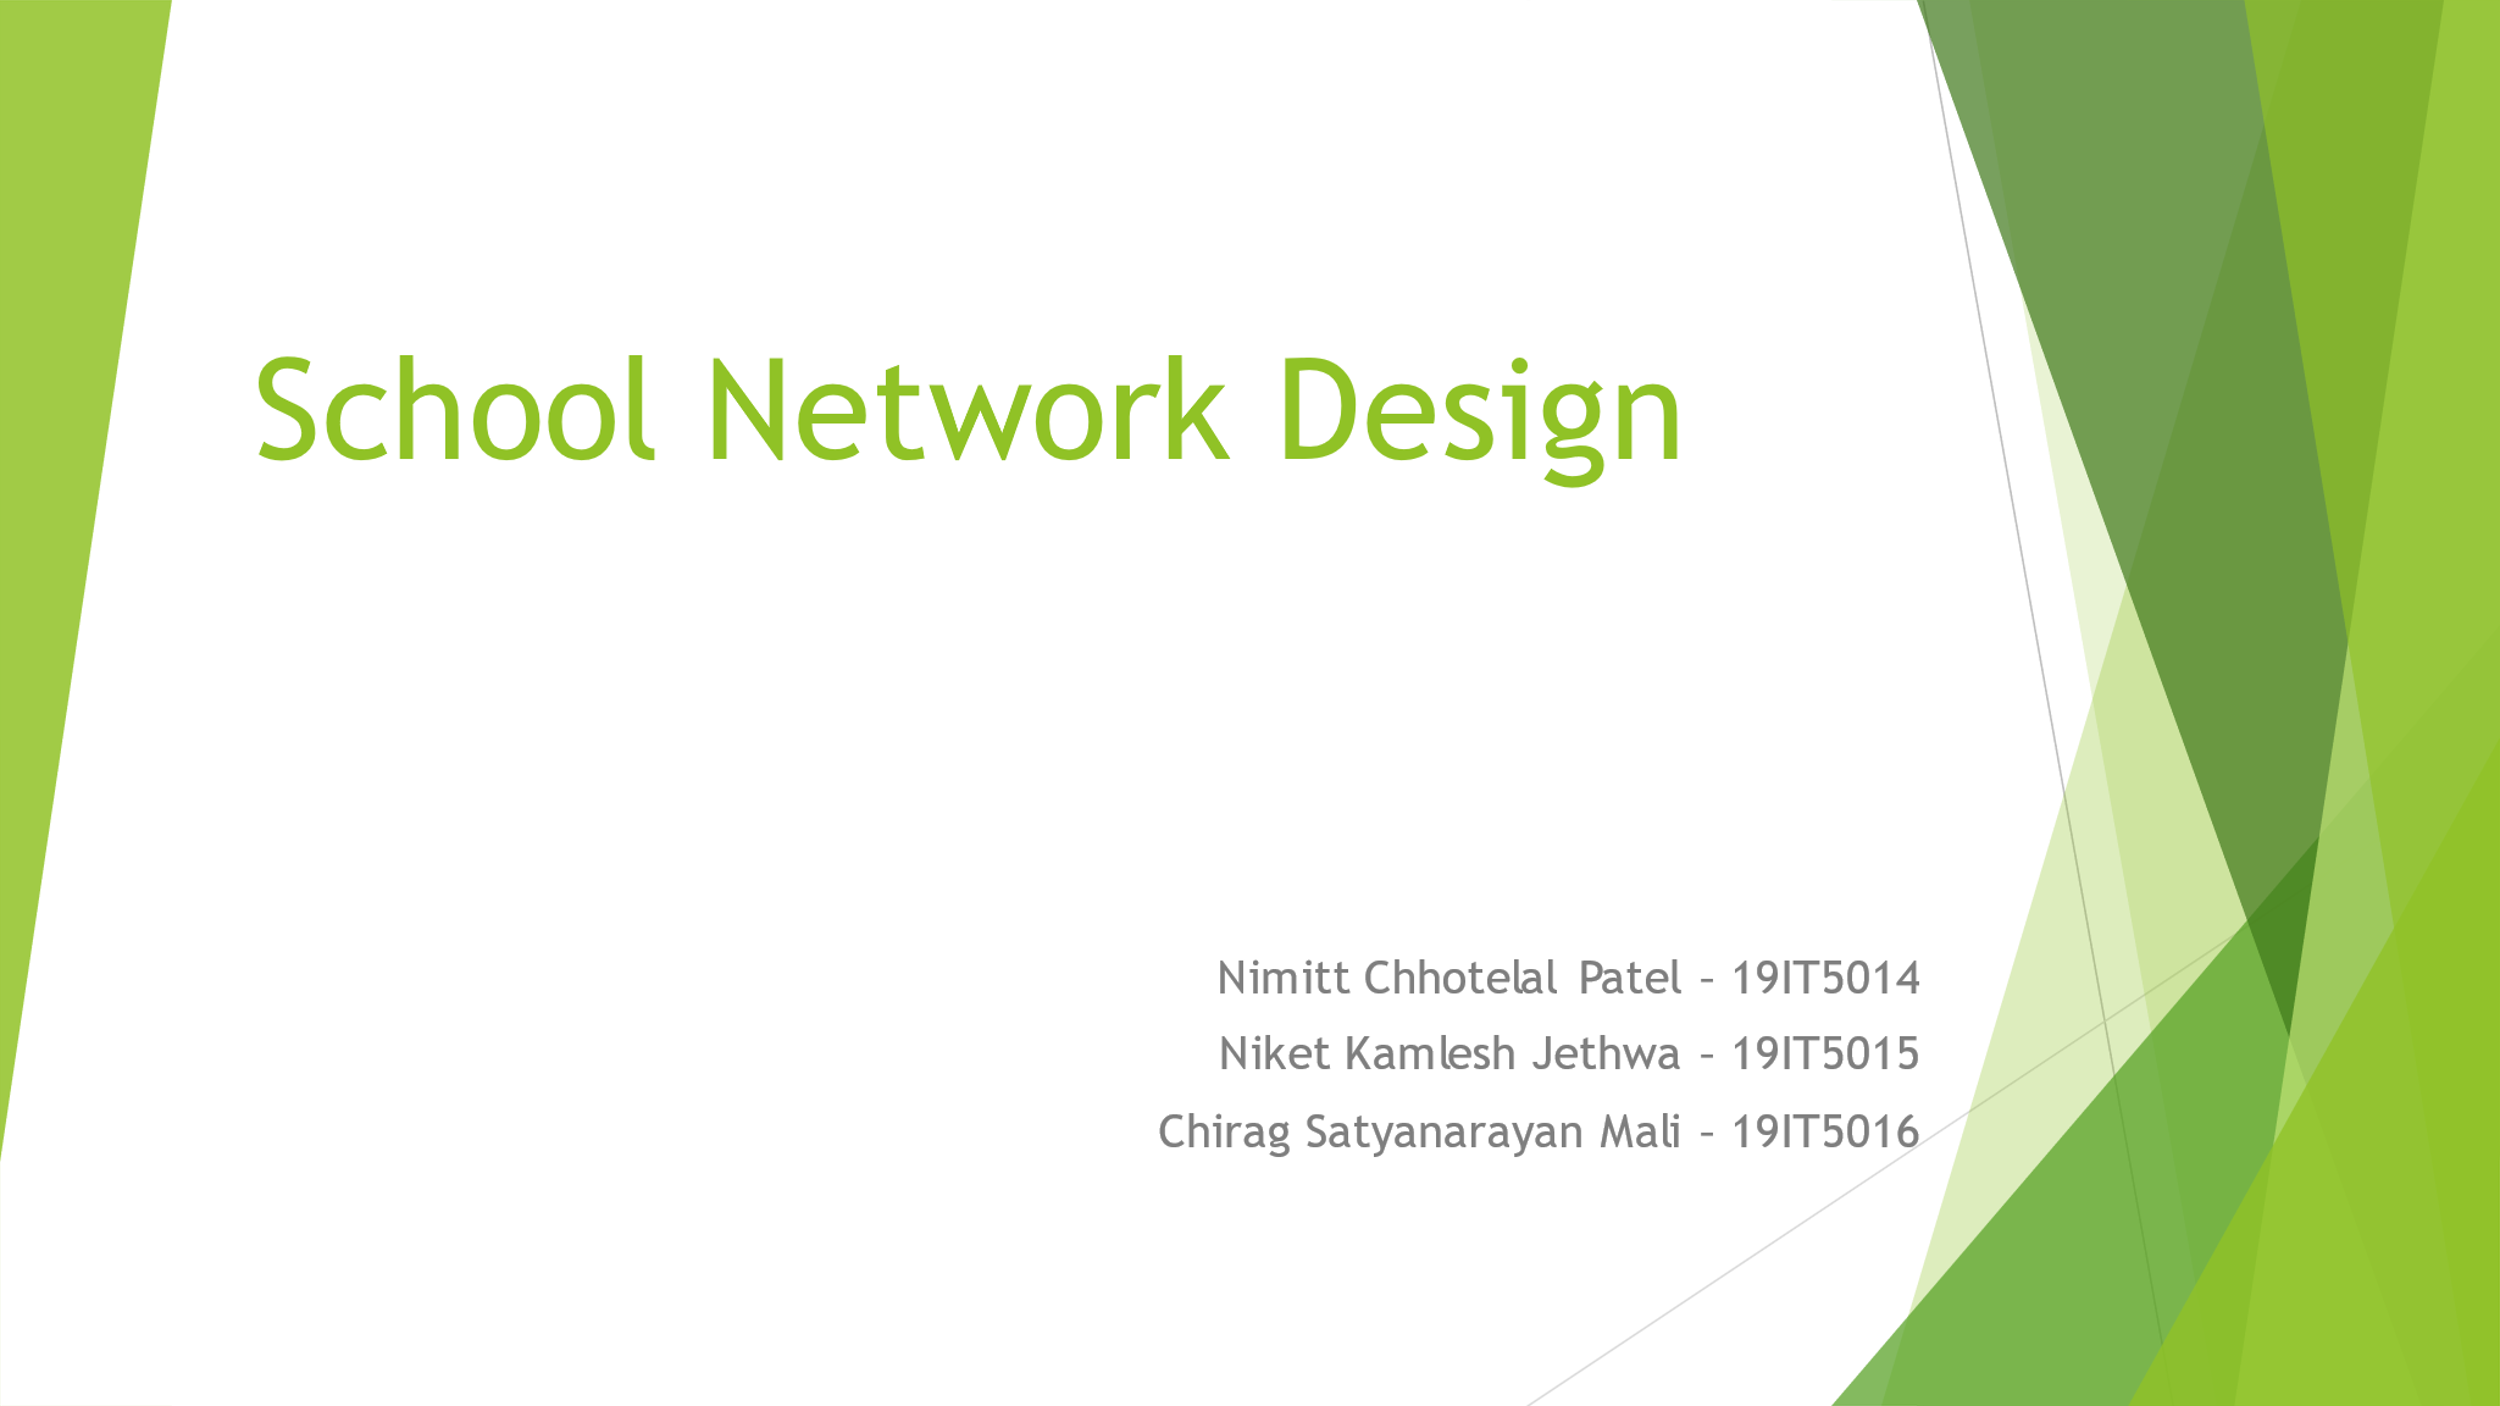 School Network Design
Nimitt Chhotelal Patel - 19IT5014
Niket Kamlesh Jethwa - 19IT5015
Chirag Satyanarayan Mali - 19IT5016